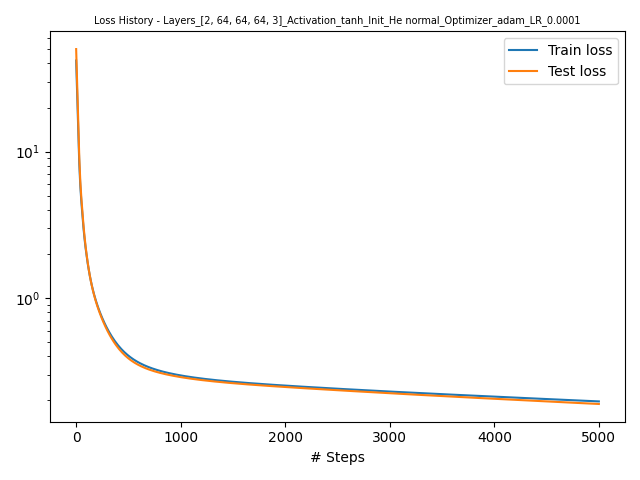 Loss History - Layers_[2, 64, 64, 64, 3]_Activation_tanh_Init_He normal_Optimizer_adam_LR_0.0001
Train loss
Test loss
10^1
10^0
0 1000 2000 3000 4000 5000
# Steps